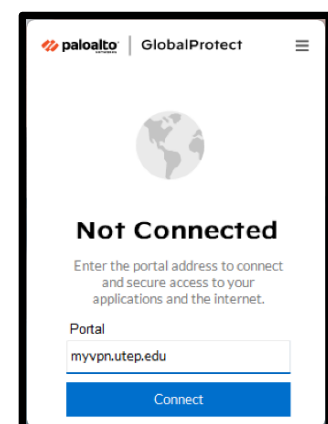 paloalto NETWORKS GlobalProtect
Not Connected
Enter the portal address to connect
and secure access to your
applications and the internet.
Portal
myvpn.utep.edu
Connect